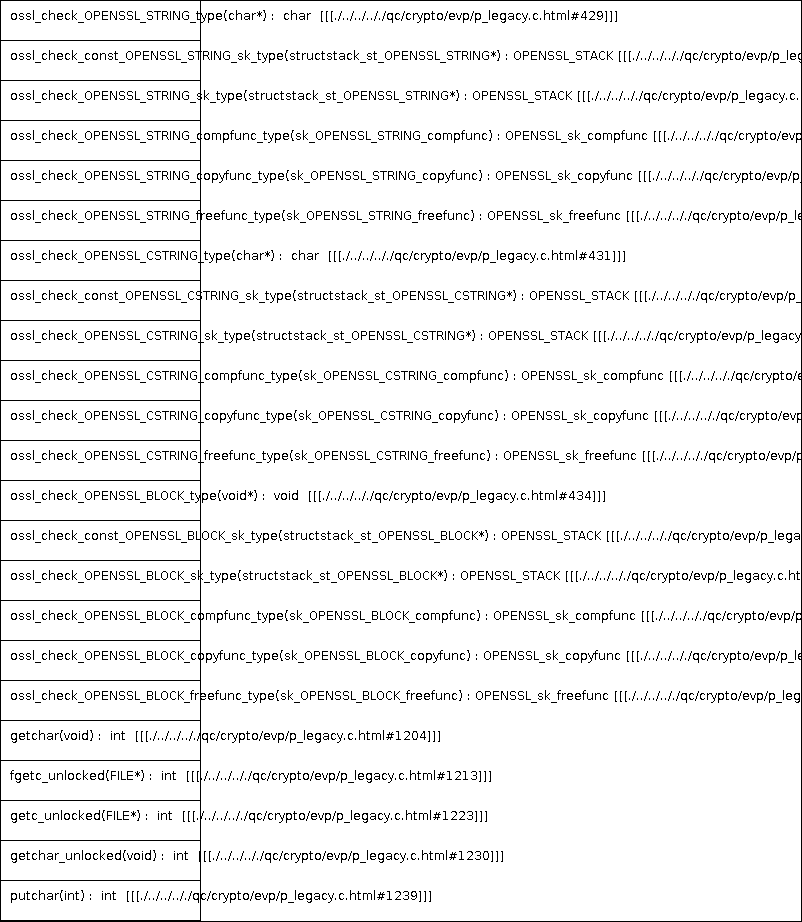 ossl_check_OPENSSL_STRING_type(char*) :  char  [[[./../../../qc/crypto/evp/p_legacy.c.html#429]]]
ossl_check_const_OPENSSL_STRING_sk_type(structstack_st_OPENSSL_STRING*) : OPENSSL_STACK [[[./../../../qc/crypto/evp/p_leg
ossl_check_OPENSSL_STRING_sk_type(structstack_st_OPENSSL_STRING*) : OPENSSL_STACK [[[./../../../qc/crypto/evp/p_legacy.c.
ossl_check_OPENSSL_STRING_compfunc_type(sk_OPENSSL_STRING_compfunc) : OPENSSL_sk_compfunc [[[./../../../qc/crypto/evp
ossl_check_OPENSSL_STRING_copyfunc_type(sk_OPENSSL_STRING_copyfunc) : OPENSSL_sk_copyfunc [[[./../../../qc/crypto/evp/p
ossl_check_OPENSSL_STRING_freefunc_type(sk_OPENSSL_STRING_freefunc) : OPENSSL_sk_freefunc [[[./../../../qc/crypto/evp/p_le
ossl_check_OPENSSL_CSTRING_type(char*) :  char  [[[./../../../qc/crypto/evp/p_legacy.c.html#431]]]
ossl_check_const_OPENSSL_CSTRING_sk_type(structstack_st_OPENSSL_CSTRING*) : OPENSSL_STACK [[[./../../../qc/crypto/evp/p_
ossl_check_OPENSSL_CSTRING_sk_type(structstack_st_OPENSSL_CSTRING*) : OPENSSL_STACK [[[./../../../qc/crypto/evp/p_legacy
ossl_check_OPENSSL_CSTRING_compfunc_type(sk_OPENSSL_CSTRING_compfunc) : OPENSSL_sk_compfunc [[[./../../../qc/crypto/e
ossl_check_OPENSSL_CSTRING_copyfunc_type(sk_OPENSSL_CSTRING_copyfunc) : OPENSSL_sk_copyfunc [[[./../../../qc/crypto/evp
ossl_check_OPENSSL_CSTRING_freefunc_type(sk_OPENSSL_CSTRING_freefunc) : OPENSSL_sk_freefunc [[[./../../../qc/crypto/evp/p
ossl_check_OPENSSL_BLOCK_type(void*) :  void  [[[./../../../qc/crypto/evp/p_legacy.c.html#434]]]
ossl_check_const_OPENSSL_BLOCK_sk_type(structstack_st_OPENSSL_BLOCK*) : OPENSSL_STACK [[[./../../../qc/crypto/evp/p_lega
ossl_check_OPENSSL_BLOCK_sk_type(structstack_st_OPENSSL_BLOCK*) : OPENSSL_STACK [[[./../../../qc/crypto/evp/p_legacy.c.ht
ossl_check_OPENSSL_BLOCK_compfunc_type(sk_OPENSSL_BLOCK_compfunc) : OPENSSL_sk_compfunc [[[./../../../qc/crypto/evp/p
ossl_check_OPENSSL_BLOCK_copyfunc_type(sk_OPENSSL_BLOCK_copyfunc) : OPENSSL_sk_copyfunc [[[./../../../qc/crypto/evp/p_le
ossl_check_OPENSSL_BLOCK_freefunc_type(sk_OPENSSL_BLOCK_freefunc) : OPENSSL_sk_freefunc [[[./../../../qc/crypto/evp/p_leg
getchar(void) :  int  [[[./../../../qc/crypto/evp/p_legacy.c.html#1204]]]
fgetc_unlocked(FILE*) :  int  [[[./../../../qc/crypto/evp/p_legacy.c.html#1213]]]
getc_unlocked(FILE*) :  int  [[[./../../../qc/crypto/evp/p_legacy.c.html#1223]]]
getchar_unlocked(void) :  int  [[[./../../../qc/crypto/evp/p_legacy.c.html#1230]]]
putchar(int) :  int  [[[./../../../qc/crypto/evp/p_legacy.c.html#1239]]]